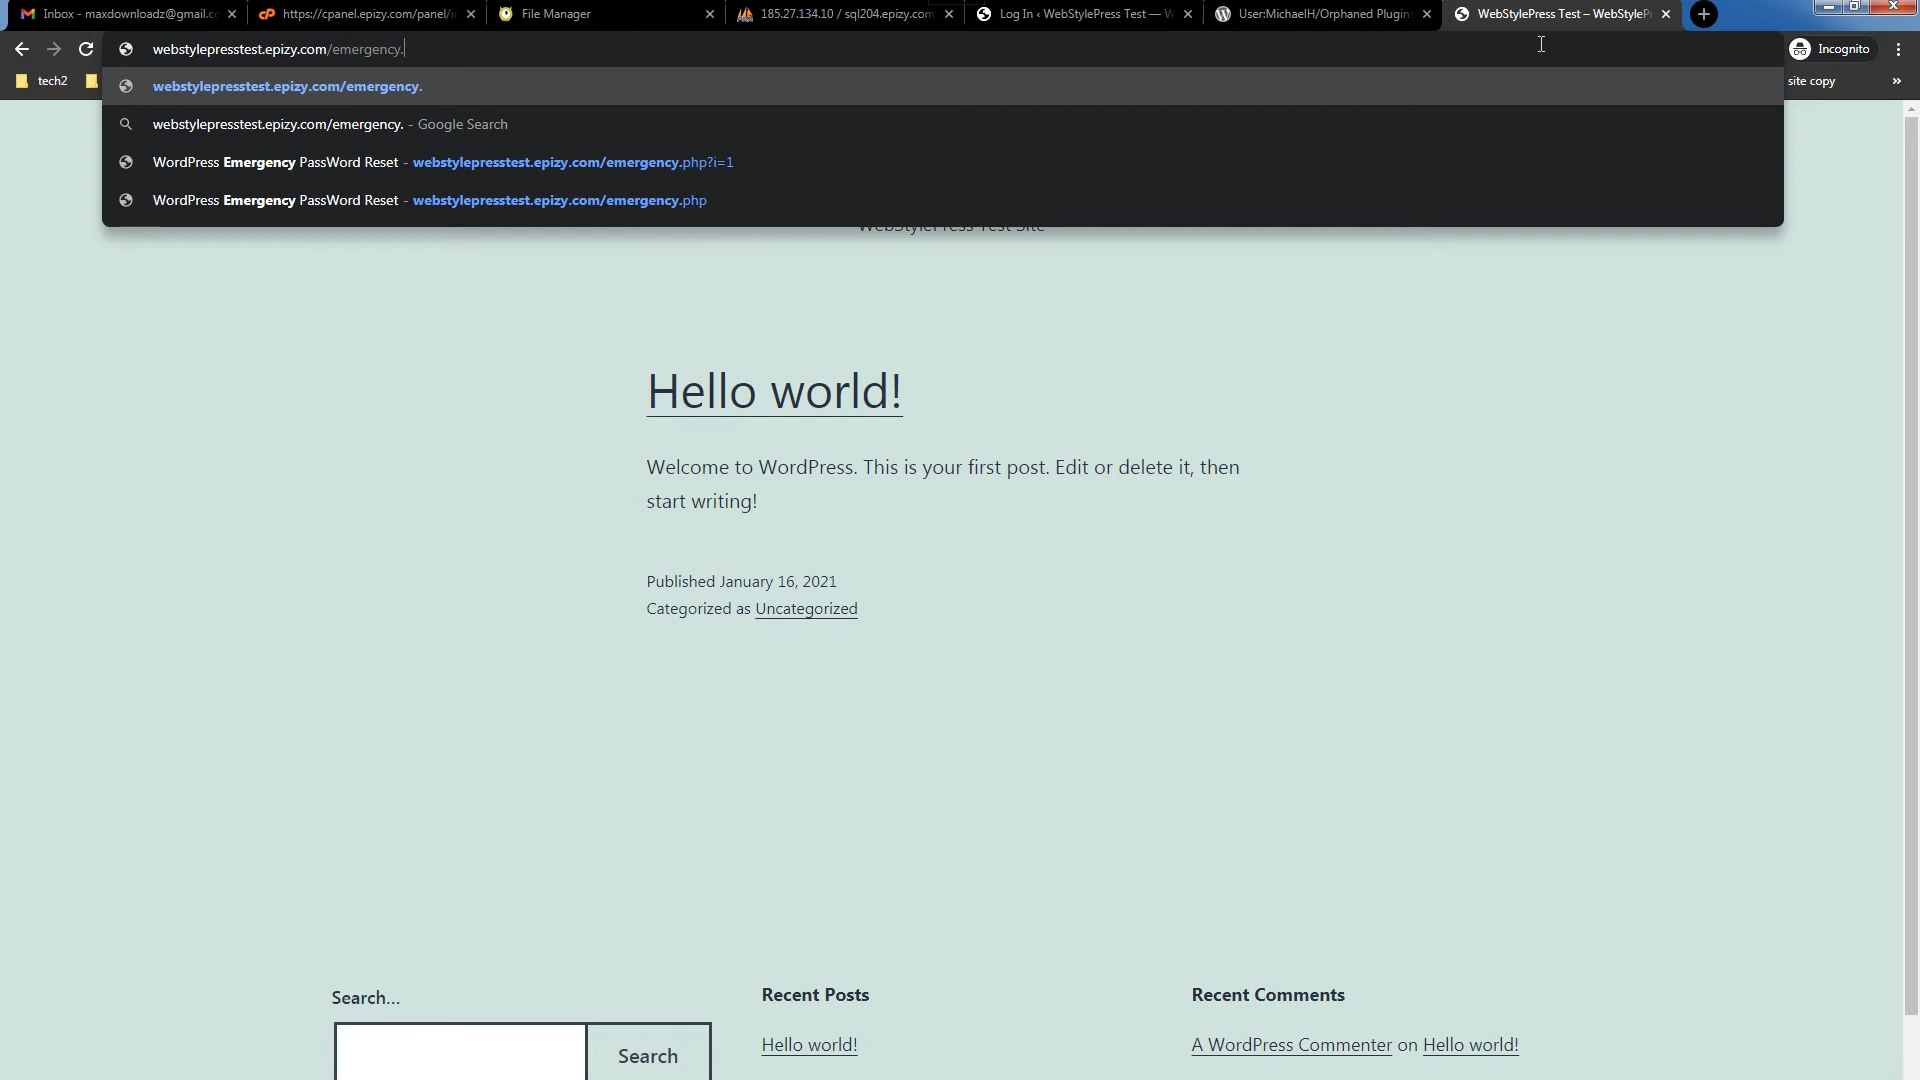 Inbox - maxdownloadz@gmail.co
https://cpanel.epizy.com/panel/i
File Manager
185.27.134.10 / sql204.epizy.com
Log In ‹ WebStylePress Test — W
User:MichaelH/Orphaned Plugins
WebStylePress Test – WebStyleP
webstylepresstest.epizy.com/emergency.
Incognito
tech2
site copy
webstylepresstest.epizy.com/emergency.
webstylepresstest.epizy.com/emergency. - Google Search
WordPress Emergency PassWord Reset - webstylepresstest.epizy.com/emergency.php?i=1
WordPress Emergency PassWord Reset - webstylepresstest.epizy.com/emergency.php
WebStylePress Test Site
Hello world!
Welcome to WordPress. This is your first post. Edit or delete it, then
start writing!
Published January 16, 2021
Categorized as Uncategorized
Search...
Search
Recent Posts
Hello world!
Recent Comments
A WordPress Commenter on Hello world!